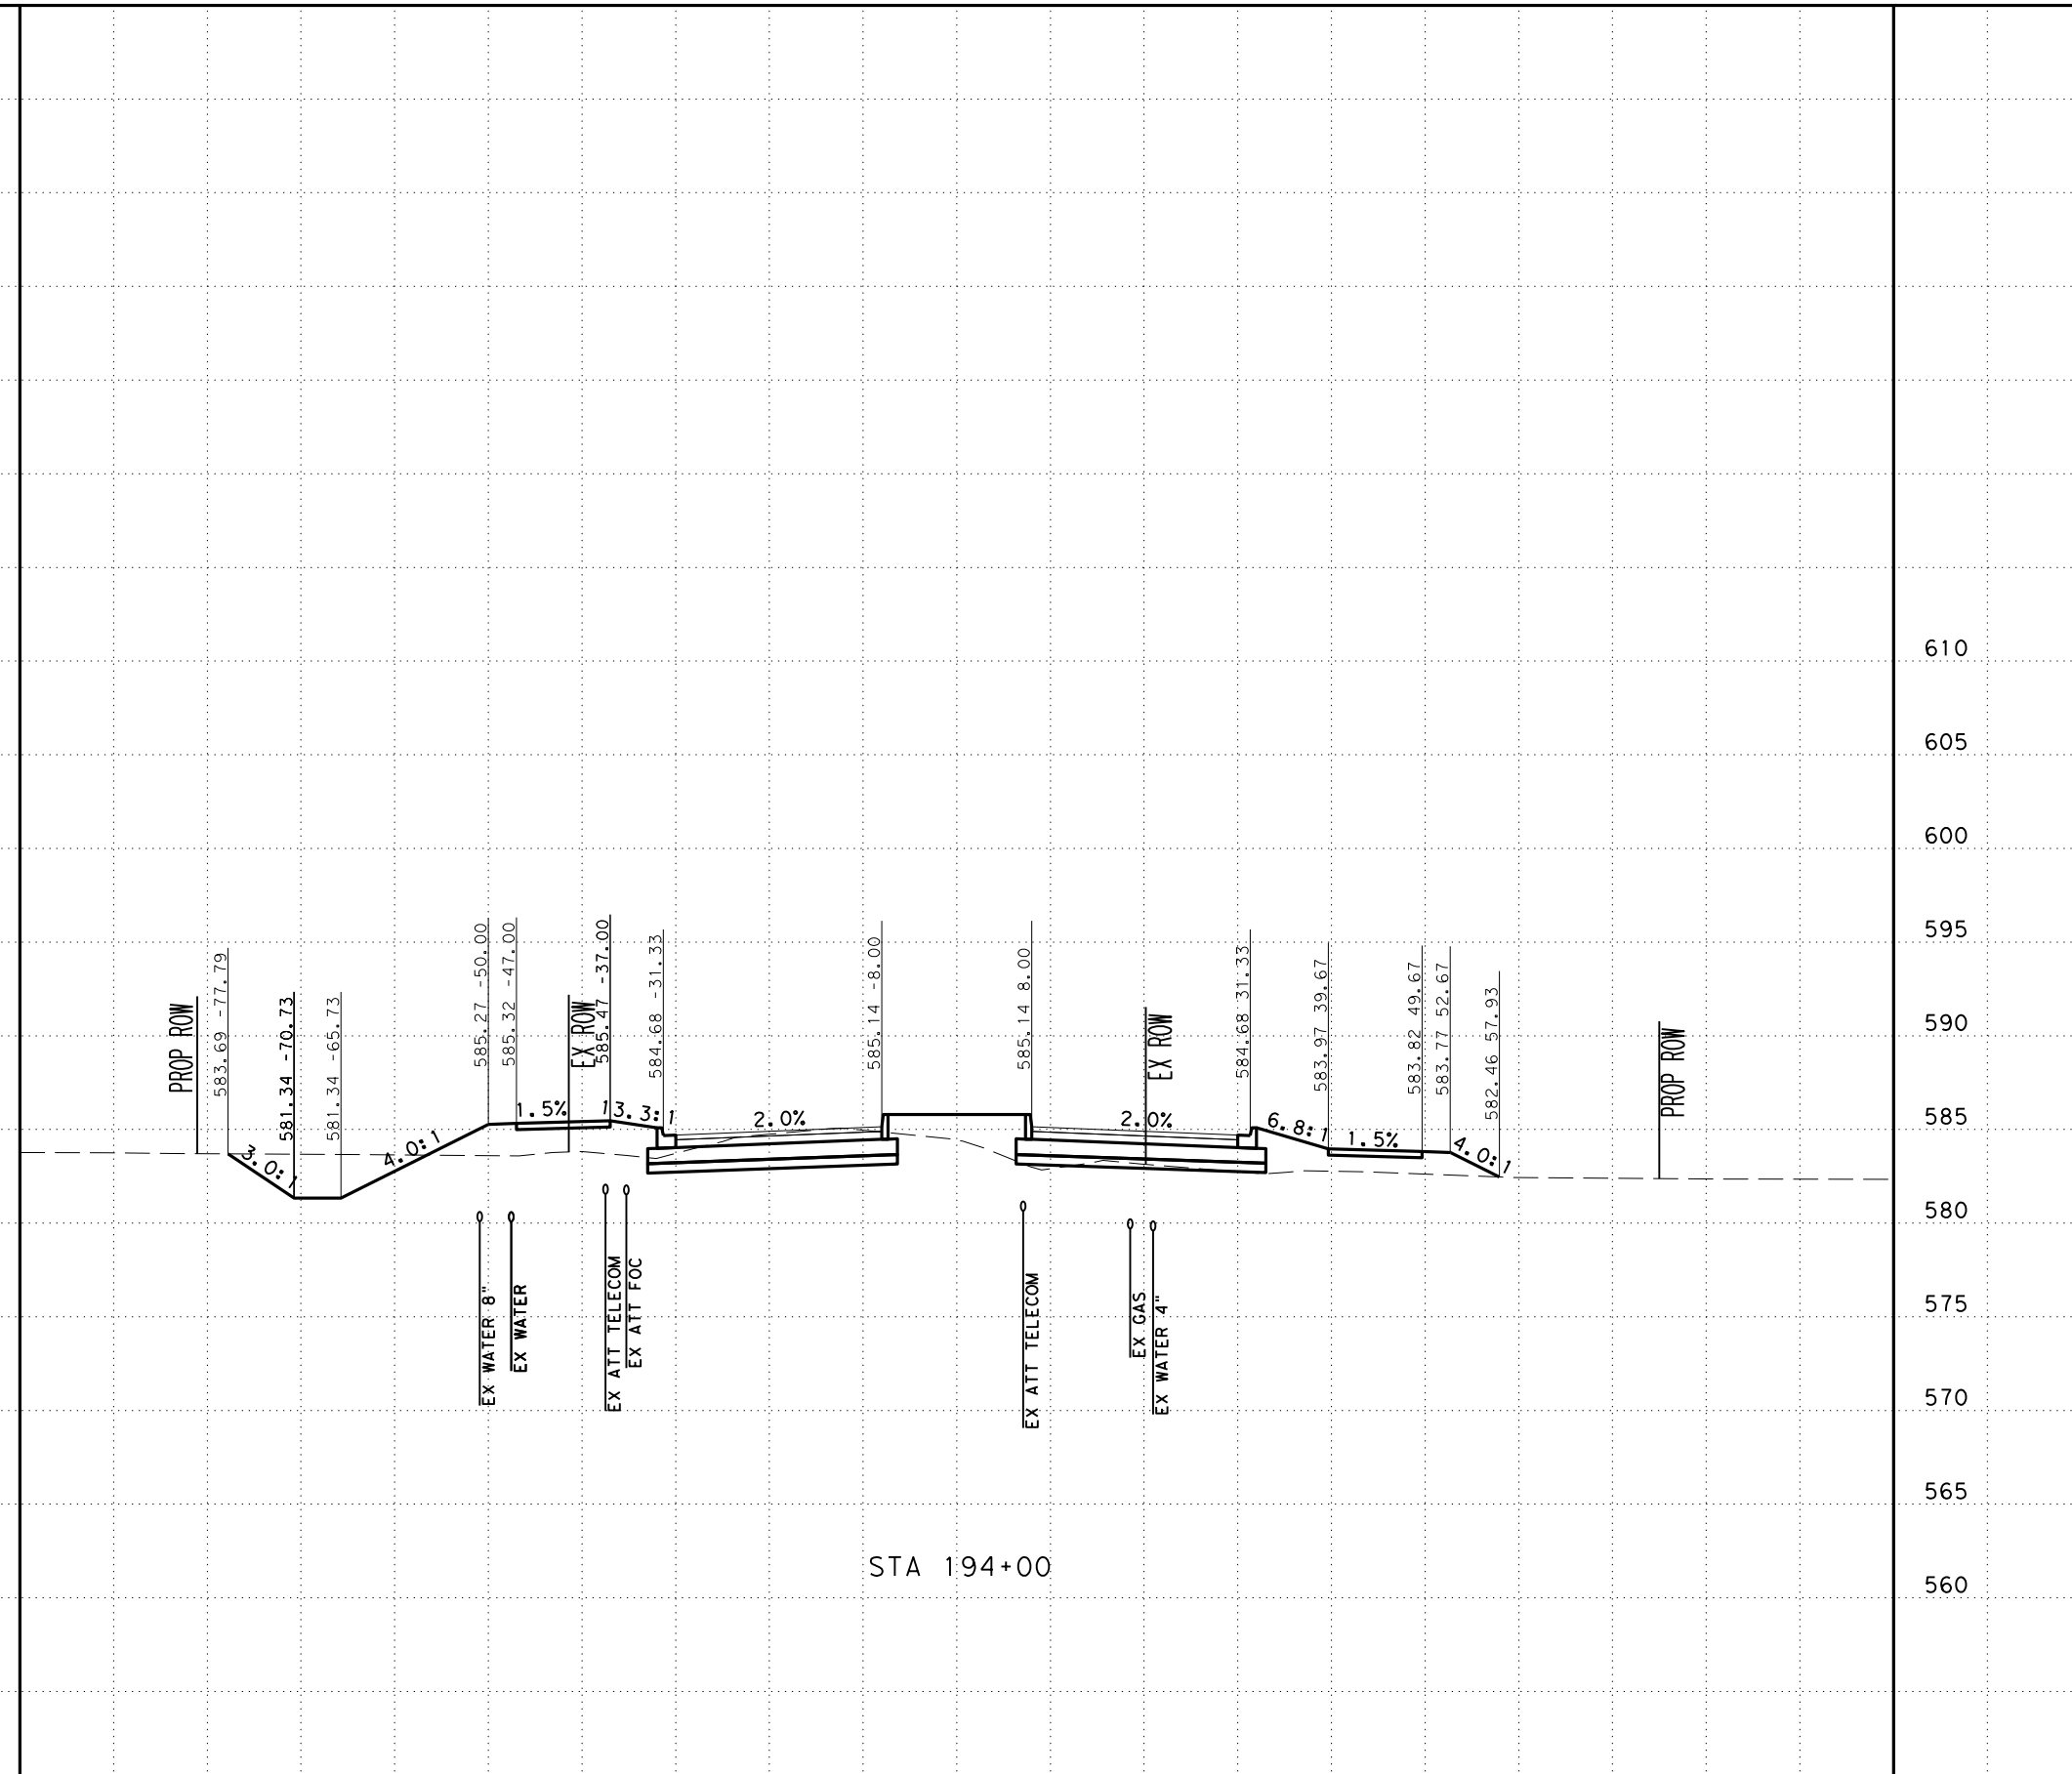 610
605
600
595
590
585
580
575
570
565
560
PROP ROW
583.69 -77.79
581.34 -70.73
581.34 -65.73
585.27 -50.00
585.32 -47.00
EX ROW
585.47 -37.00
584.68 -31.33
585.14 -8.00
585.14 8.00
EX ROW
584.68 31.33
583.97 39.67
583.82 49.67
583.77 52.67
582.46 57.93
PROP ROW
3.0:1
4.0:1
1.5%
13.3:1
2.0%
2.0%
6.8:1
1.5%
4.0:1
EX WATER 8"
EX WATER
EX ATT TELECOM
EX ATT FOC
EX ATT TELECOM
EX GAS
EX WATER 4"
STA 194+00